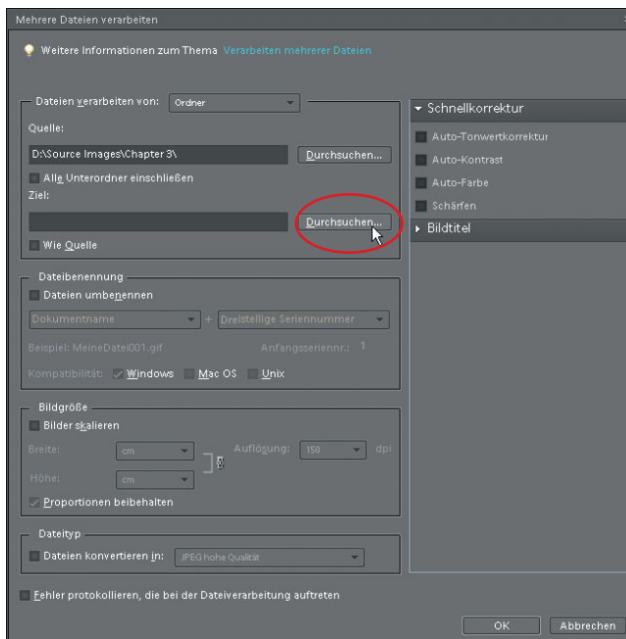 Mehrere Dateien verarbeiten
Weitere Informationen zum Thema Verarbeiten mehrerer Dateien
Dateien verarbeiten von: Ordner
Quelle:
D:\Source Images\Chapter 3\ Durchsuchen...
Alle Unterordner einschließen
Ziel:
Durchsuchen...
Wie Quelle
Dateibenennung
Dateien umbenennen
Dokumentname + Dreistellige Seriennummer
Beispiel: MeineDatei001.gif Anfangsseriennr.: 1
Kompatibilität: Windows Mac OS Unix
Bildgröße
Bilder skalieren
Breite: cm Auflösung: 150 dpi
Höhe: cm
Proportionen beibehalten
Dateityp
Dateien konvertieren in: JPEG hohe Qualität
Fehler protokollieren, die bei der Dateiverarbeitung auftreten
Schnellkorrektur
Auto-Tonwertkorrektur
Auto-Kontrast
Auto-Farbe
Schärfen
Bildtitel
OK Abbrechen